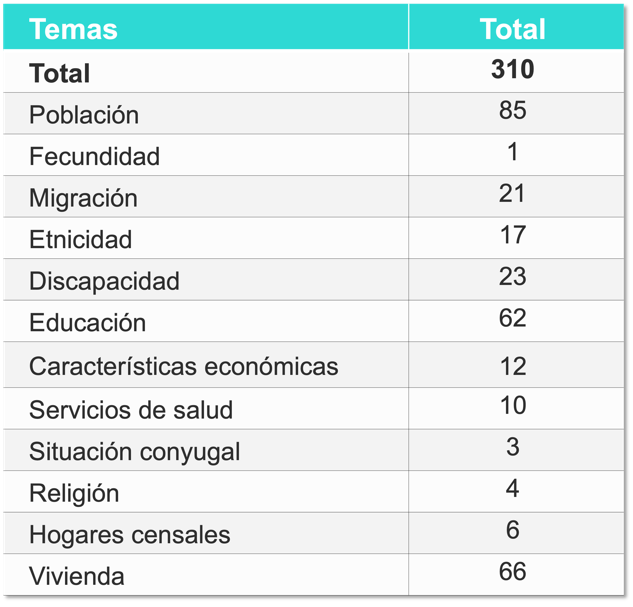 Temas Total
Total 310
Población 85
Fecundidad 1
Migración 21
Etnicidad 17
Discapacidad 23
Educación 62
Características económicas 12
Servicios de salud 10
Situación conyugal 3
Religión 4
Hogares censales 6
Vivienda 66